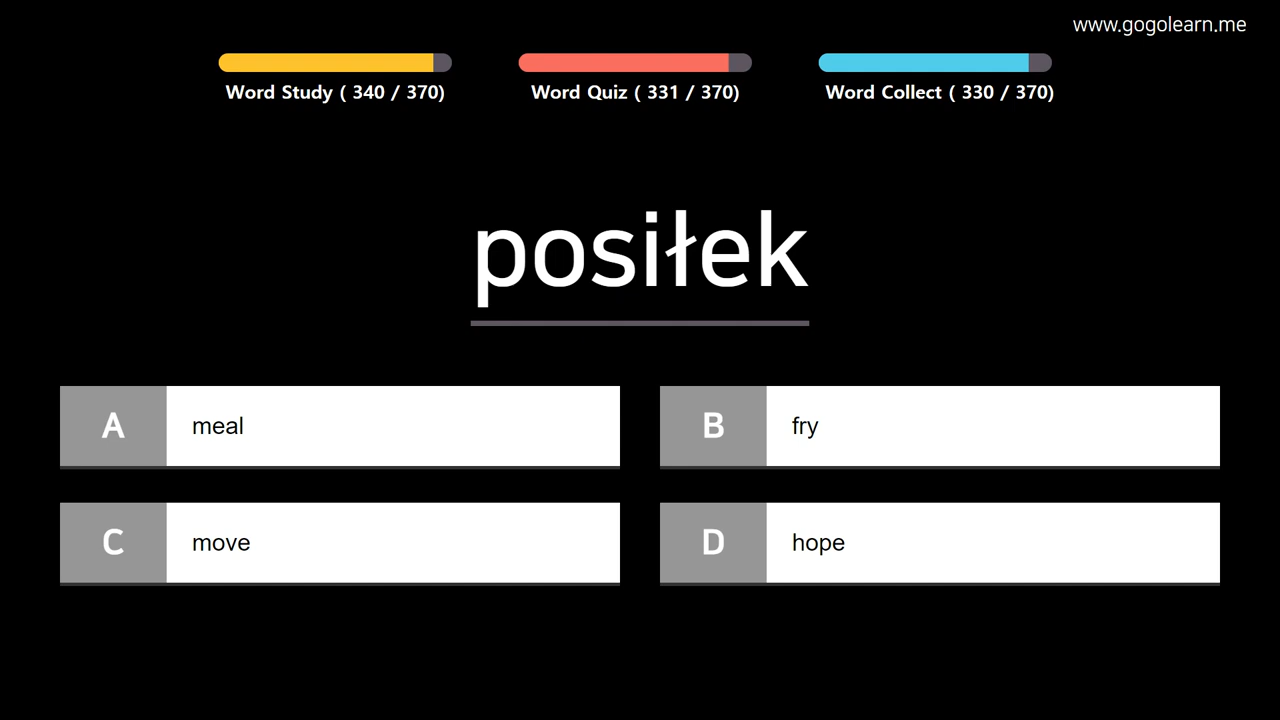 www.gogolearn.me
Word Study ( 340 / 370)
Word Quiz ( 331 / 370)
Word Collect ( 330 / 370)
posiłek
A meal
B fry
C move
D hope